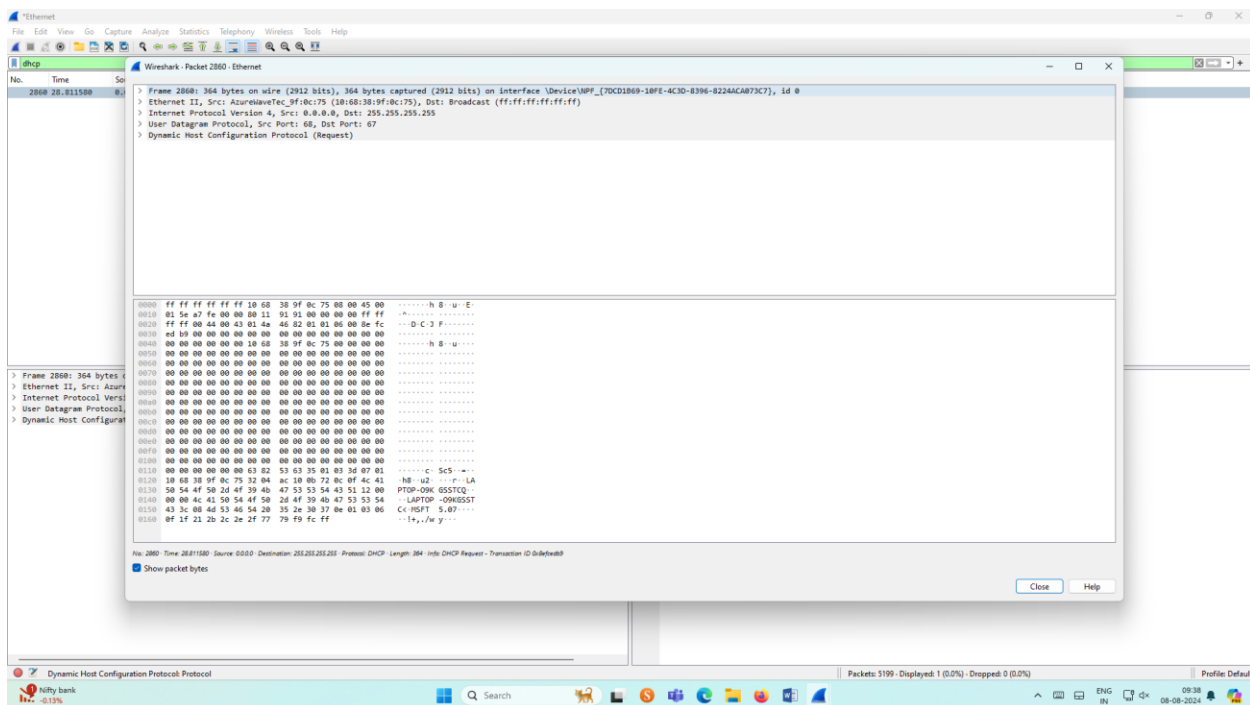 *Ethernet
File Edit View Go Capture Analyze Statistics Telephony Wireless Tools Help
dhcp
No. Time So
2860 28.811580 0.
Wireshark · Packet 2860 · Ethernet
> Frame 2860: 364 bytes on wire (2912 bits), 364 bytes captured (2912 bits) on interface \Device\NPF_{7DCD1B69-10FE-4C3D-8396-8224ACA073C7}, id 0
> Ethernet II, Src: AzureWaveTec_9f:0c:75 (10:68:38:9f:0c:75), Dst: Broadcast (ff:ff:ff:ff:ff:ff)
> Internet Protocol Version 4, Src: 0.0.0.0, Dst: 255.255.255.255
> User Datagram Protocol, Src Port: 68, Dst Port: 67
> Dynamic Host Configuration Protocol (Request)
0000 ff ff ff ff ff ff 10 68 38 9f 0c 75 08 00 45 00 ·······h 8··u··E·
0010 01 5e a7 fe 00 00 80 11 91 91 00 00 00 00 ff ff ·^······ ········
0020 ff ff 00 44 00 43 01 4a 46 82 01 01 06 00 8e fc ···D·C·J F·······
0030 ed b9 00 00 00 00 00 00 00 00 00 00 00 00 00 00 ········ ········
0040 00 00 00 00 00 00 10 68 38 9f 0c 75 00 00 00 00 ·······h 8··u····
0050 00 00 00 00 00 00 00 00 00 00 00 00 00 00 00 00 ········ ········
0060 00 00 00 00 00 00 00 00 00 00 00 00 00 00 00 00 ········ ········
0070 00 00 00 00 00 00 00 00 00 00 00 00 00 00 00 00 ········ ········
0080 00 00 00 00 00 00 00 00 00 00 00 00 00 00 00 00 ········ ········
0090 00 00 00 00 00 00 00 00 00 00 00 00 00 00 00 00 ········ ········
00a0 00 00 00 00 00 00 00 00 00 00 00 00 00 00 00 00 ········ ········
00b0 00 00 00 00 00 00 00 00 00 00 00 00 00 00 00 00 ········ ········
00c0 00 00 00 00 00 00 00 00 00 00 00 00 00 00 00 00 ········ ········
00d0 00 00 00 00 00 00 00 00 00 00 00 00 00 00 00 00 ········ ········
00e0 00 00 00 00 00 00 00 00 00 00 00 00 00 00 00 00 ········ ········
00f0 00 00 00 00 00 00 00 00 00 00 00 00 00 00 00 00 ········ ········
0100 00 00 00 00 00 00 00 00 00 00 00 00 00 00 00 00 ········ ········
0110 00 00 00 00 00 00 63 82 53 63 35 01 03 3d 07 01 ······c· Sc5··=··
0120 10 68 38 9f 0c 75 32 04 ac 10 0b 72 0c 0f 4c 41 ·h8··u2· ···r··LA
0130 50 54 4f 50 2d 4f 39 4b 47 53 53 54 43 51 12 00 PTOP-O9K GSSTCQ··
0140 00 00 4c 41 50 54 4f 50 2d 4f 39 4b 47 53 53 54 ··LAPTOP -O9KGSST
0150 43 3c 08 4d 53 46 54 20 35 2e 30 37 0e 01 03 06 C<·MSFT 5.07····
0160 0f 1f 21 2b 2c 2e 2f 77 79 f9 fc ff ··!+,./w y···
No: 2860 · Time: 28.811580 · Source: 0.0.0.0 · Destination: 255.255.255.255 · Protocol: DHCP · Length: 364 · Info: DHCP Request - Transaction ID 0x8efcedb9
Show packet bytes
Close Help
> Frame 2860: 364 bytes
> Ethernet II, Src: Azure
> Internet Protocol Versi
> User Datagram Protocol,
> Dynamic Host Configurat
Dynamic Host Configuration Protocol: Protocol
Packets: 5199 · Displayed: 1 (0.0%) · Dropped: 0 (0.0%)
Profile: Defaul
1
Nifty bank
-0.13%
Search
ENG
IN
09:38
08-08-2024